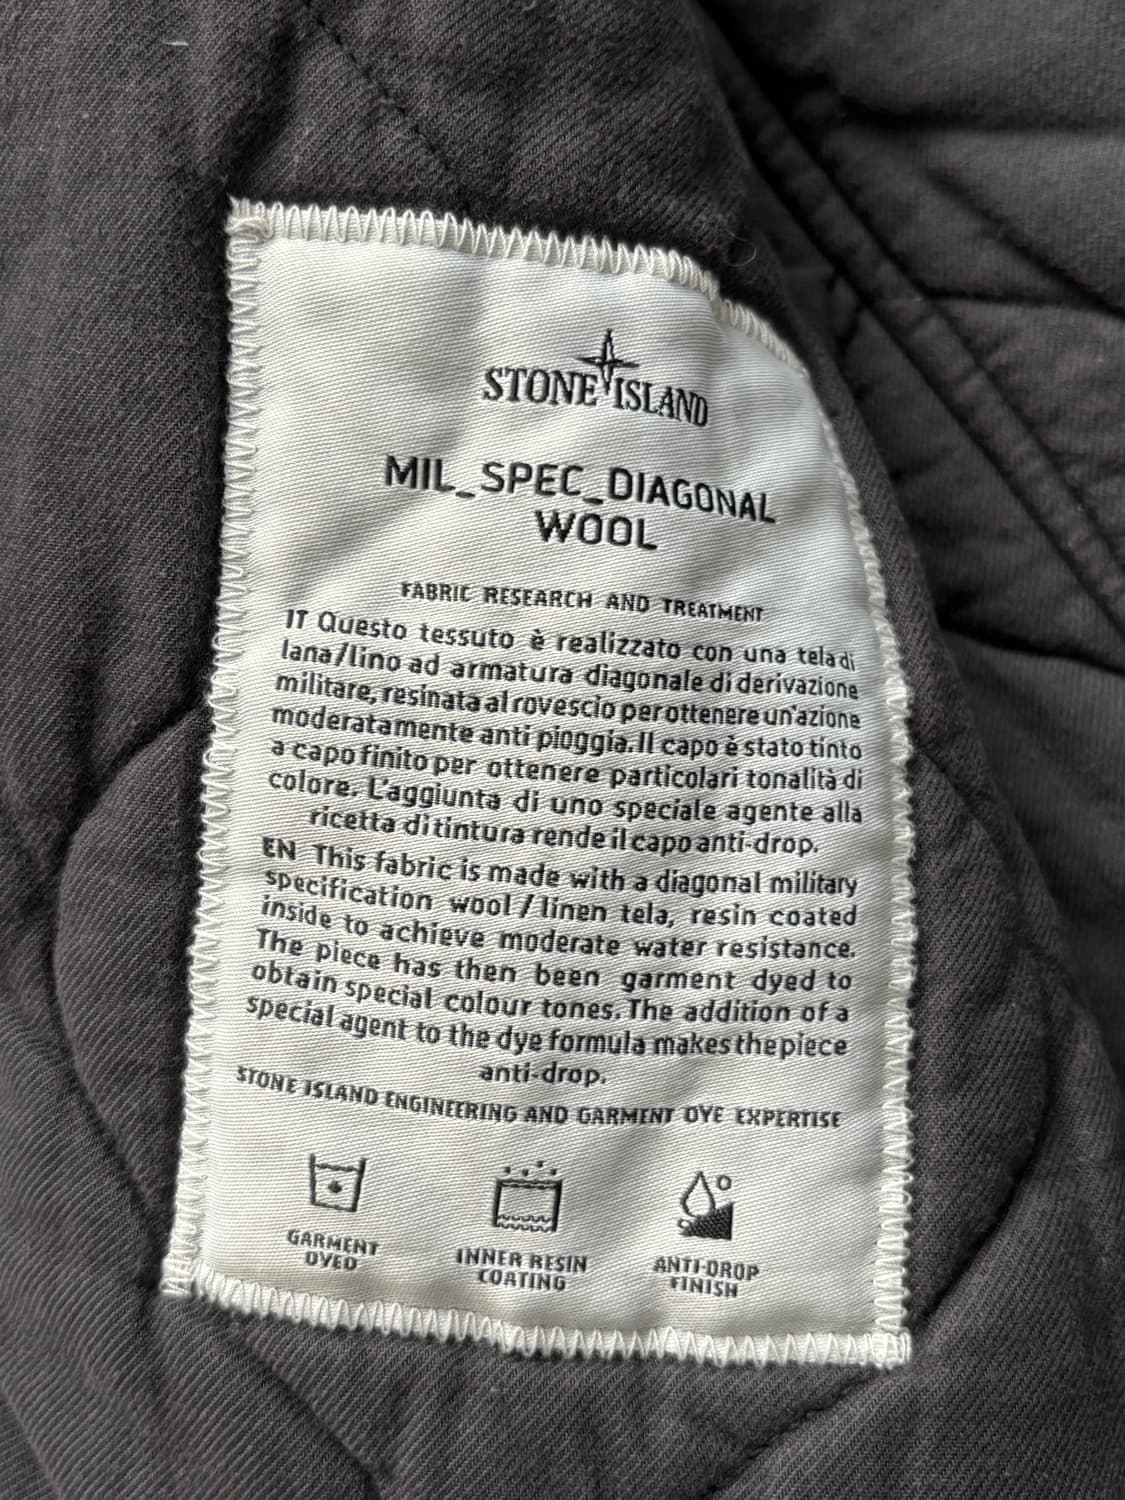 STONE ISLAND
MIL_SPEC_DIAGONAL
WOOL
FABRIC RESEARCH AND TREATMENT
IT Questo tessuto è realizzato con una tela di
lana/lino ad armatura diagonale di derivazione
militare, resinata al rovescio per ottenere un'azione
moderatamente anti pioggia. Il capo è stato tinto
a capo finito per ottenere particolari tonalità di
colore. L'aggiunta di uno speciale agente alla
ricetta di tintura rende il capo anti-drop.
EN This fabric is made with a diagonal military
specification wool / linen tela, resin coated
inside to achieve moderate water resistance.
The piece has then been garment dyed to
obtain special colour tones. The addition of a
special agent to the dye formula makes the piece
anti-drop.
STONE ISLAND ENGINEERING AND GARMENT DYE EXPERTISE
GARMENT
DYED
INNER RESIN
COATING
ANTI-DROP
FINISH